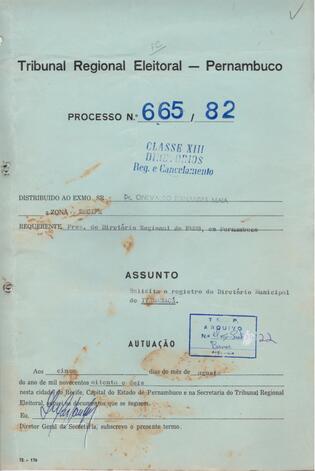 Tribunal Regional Eleitoral — Pernambuco
PROCESSO N.º 665 / 82
CLASSE XIII
DIRETÓRIOS
Reg. e Cancelamento
DISTRIBUIDO AO EXMO SR
ZONA RECIFE
REQUERENTE, Pres. do Diretório Regional do, em Pernambuco
ASSUNTO
Solicita o registro do Diretório Municipal
de
AUTUAÇÃO
T R E
ARQUIVO
Aos cinco dias do mês de agosto
do ano de mil novecentos oitenta e dois
nesta cidade do Recife, Capital do Estado de Pernambuco e na Secretaria do Tribunal Regional
Eleitoral, os documentos que se seguem.
Eu,
Diretor Geral da Secretaria, subscrevo o presente termo.